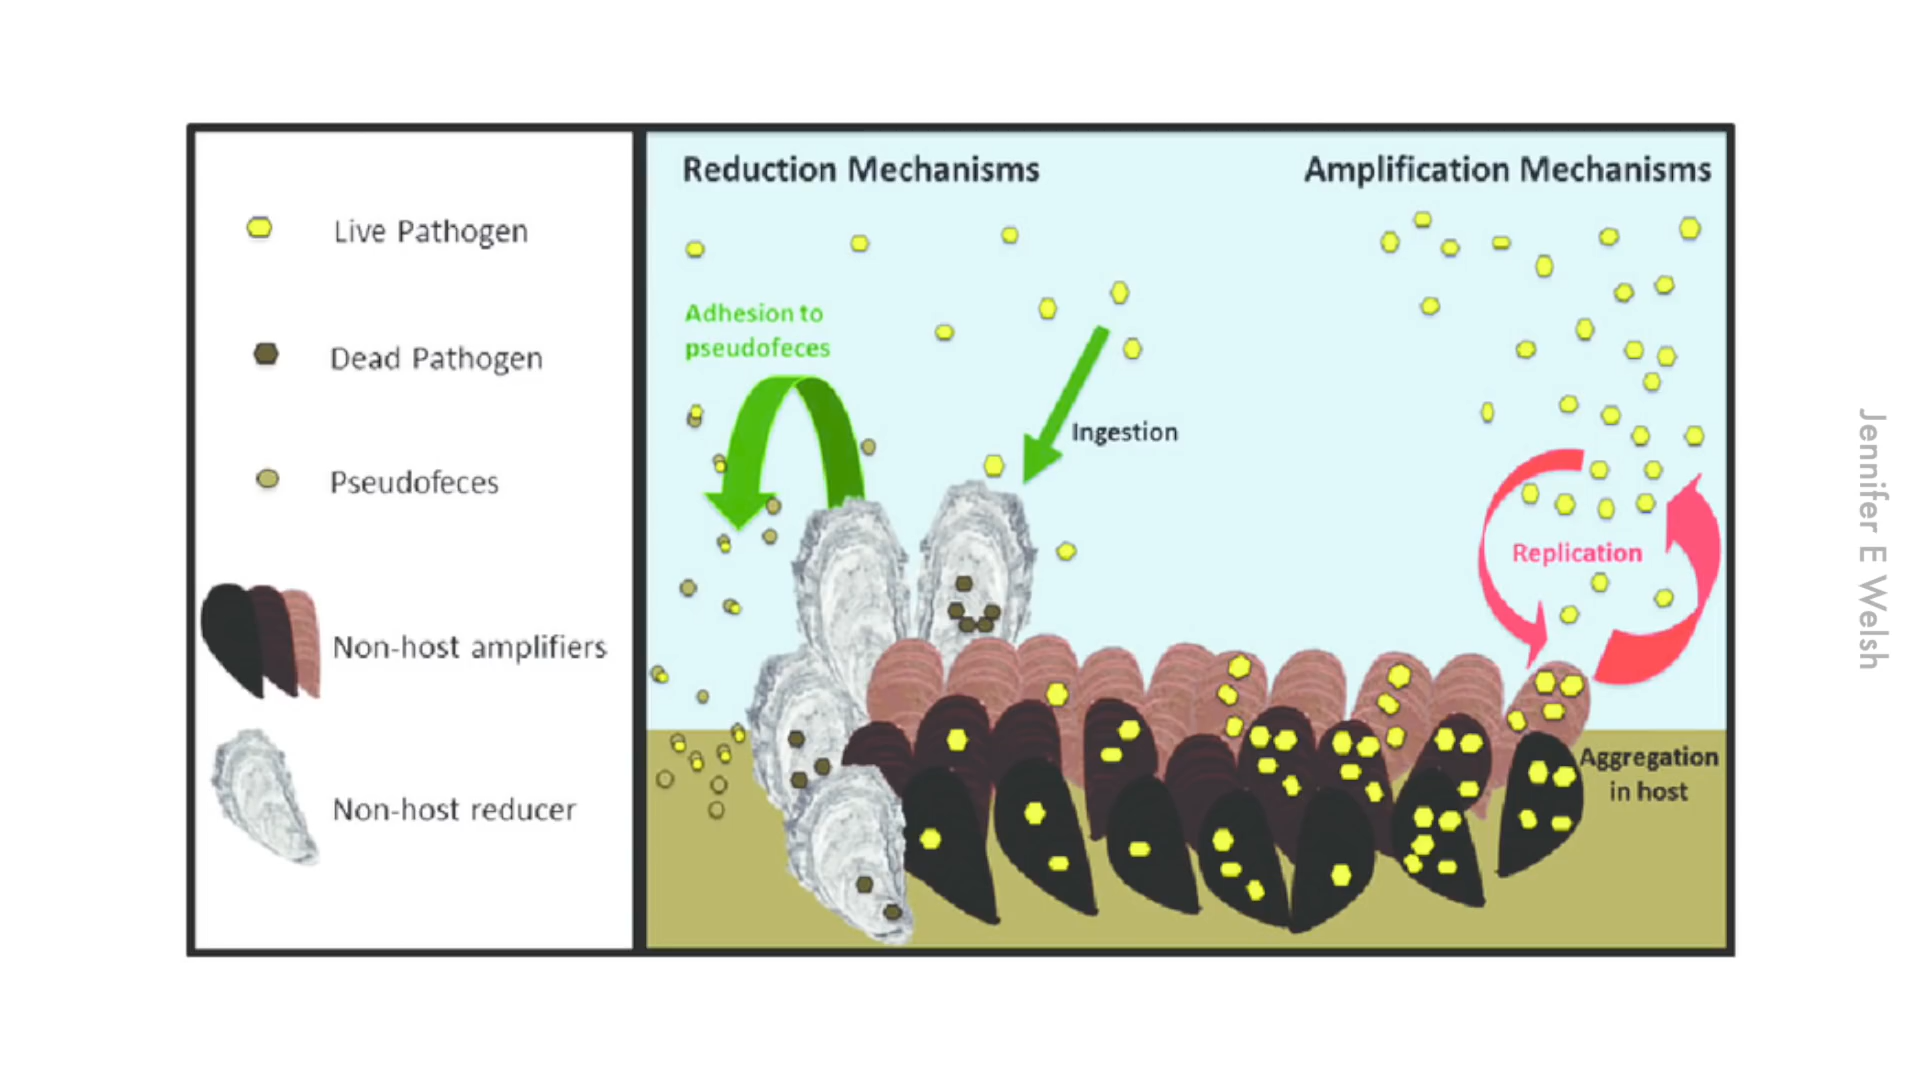 Live Pathogen
Dead Pathogen
Pseudofeces
Non-host amplifiers
Non-host reducer
Reduction Mechanisms
Amplification Mechanisms
Adhesion to
pseudofeces
Ingestion
Replication
Aggregation
in host
Jennifer E Welsh